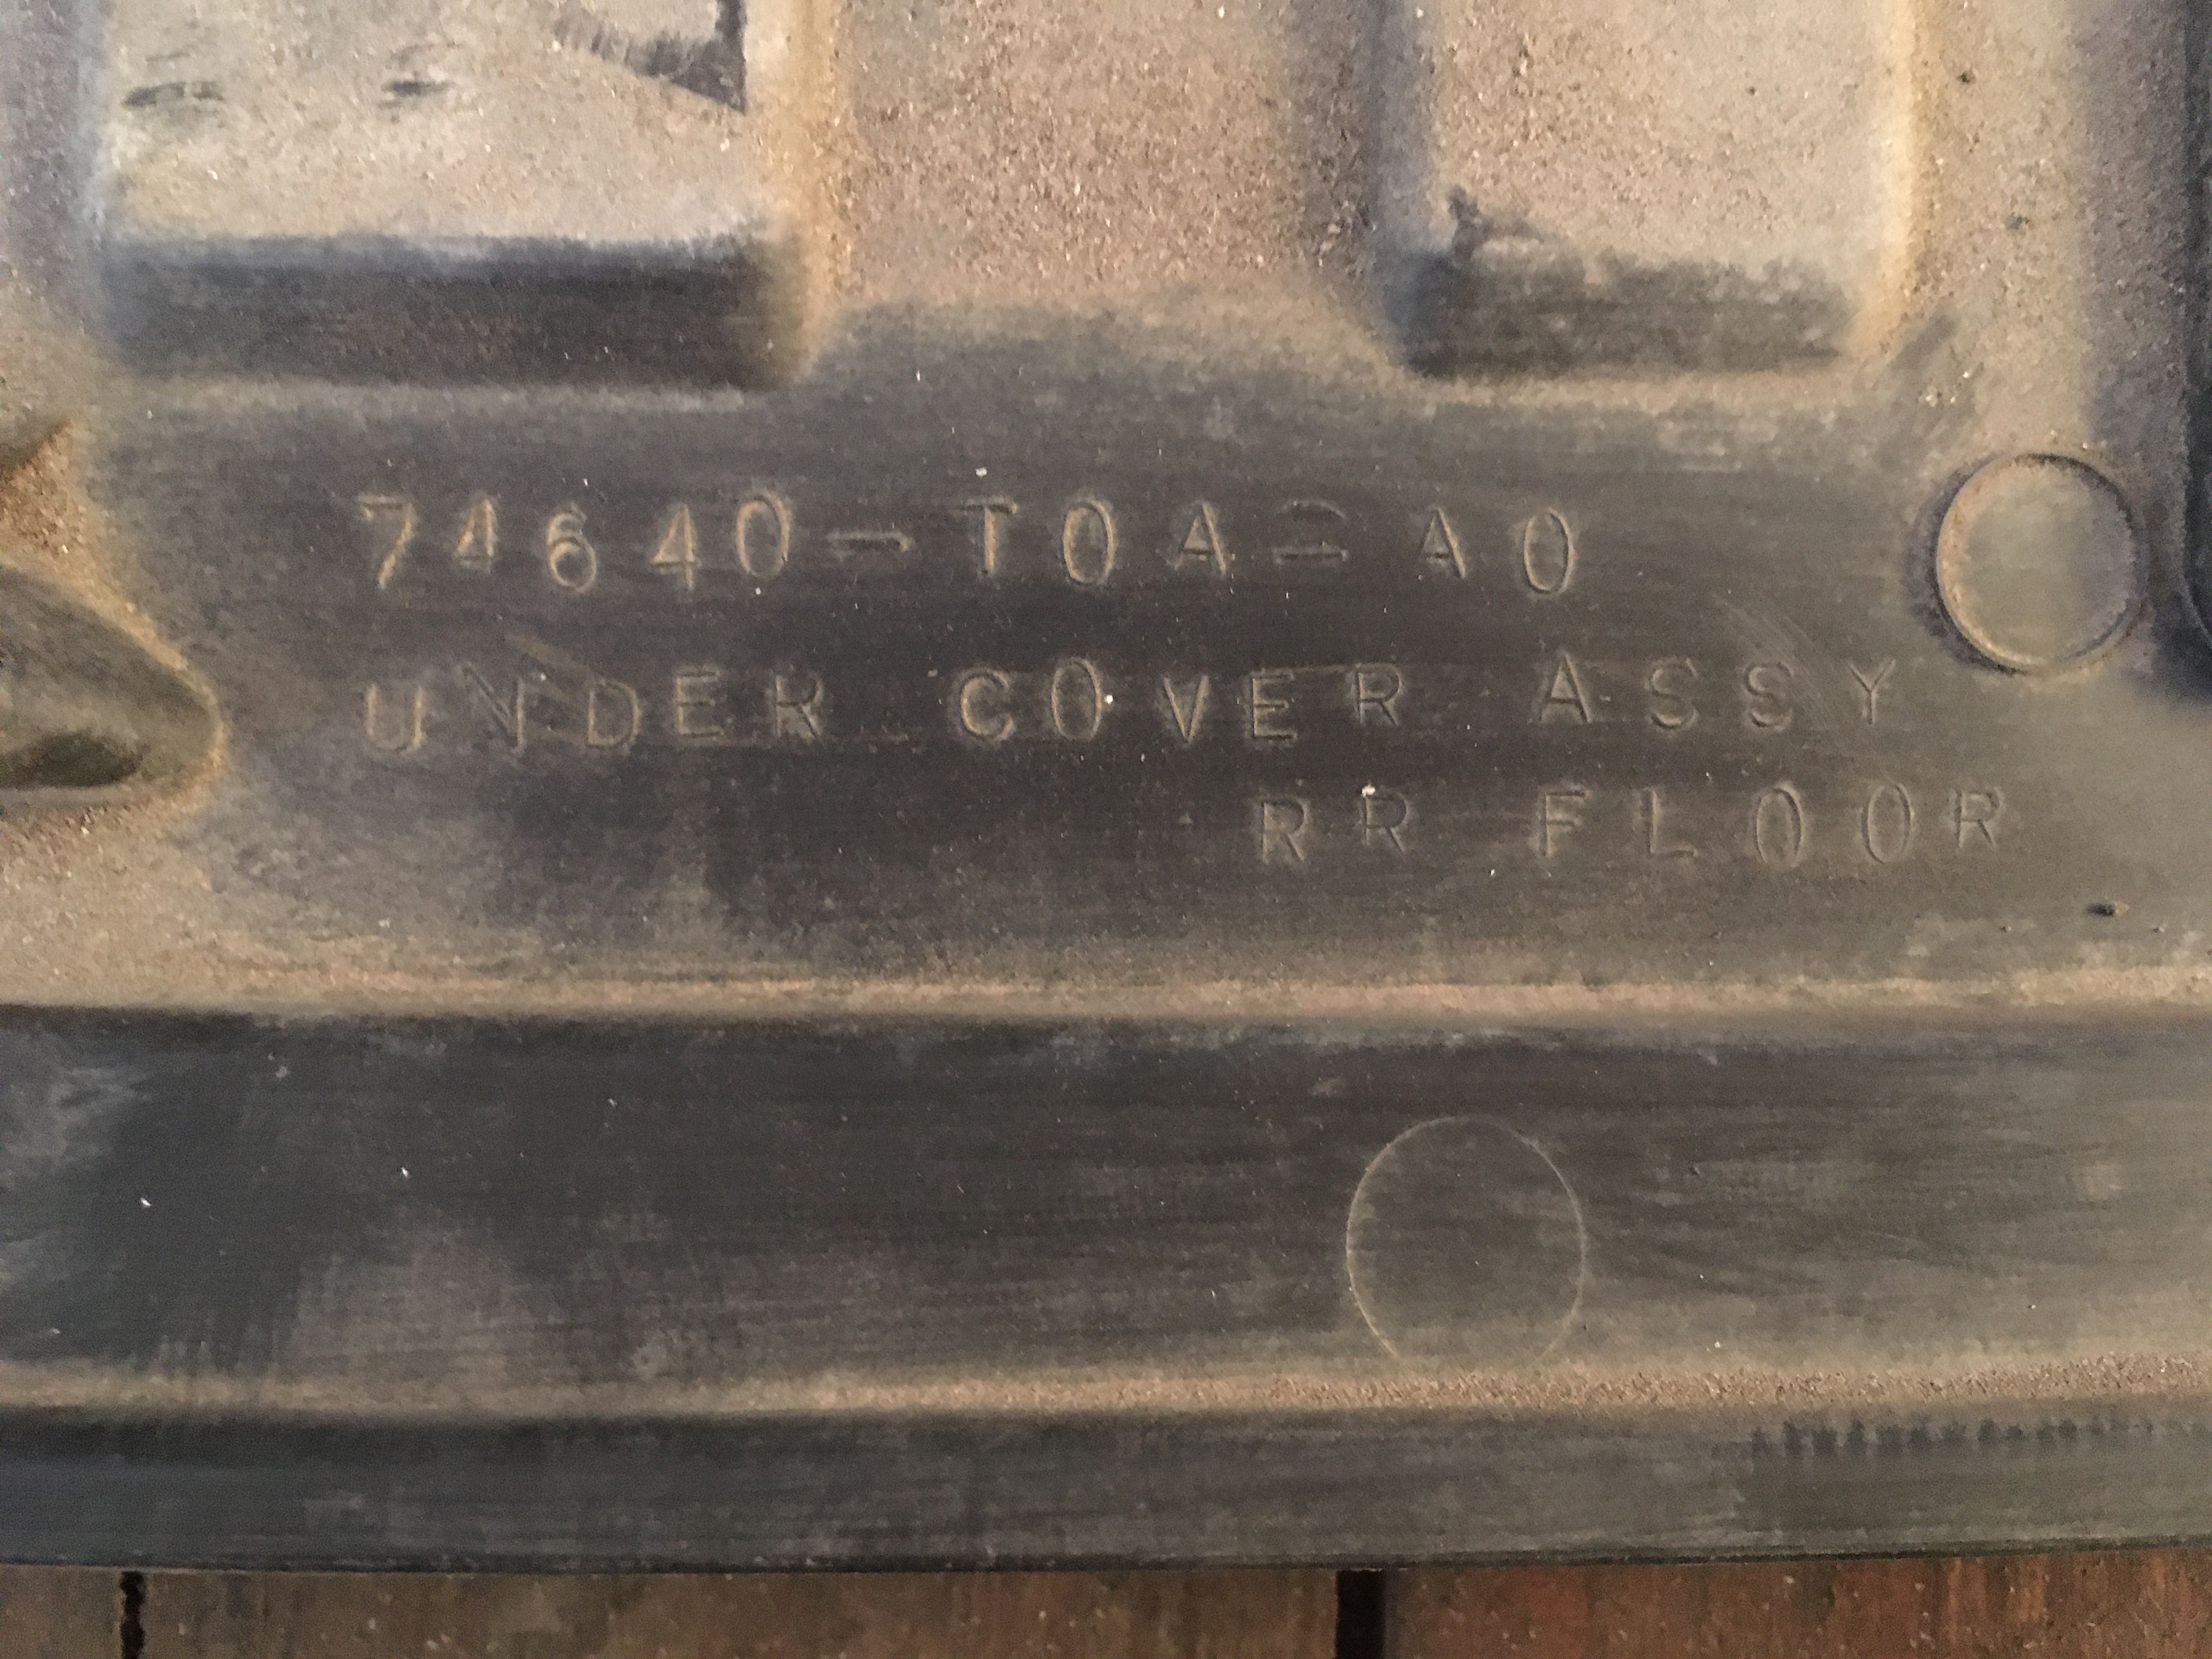 74640-T0A-A0
UNDER COVER ASSY
RR FLOOR